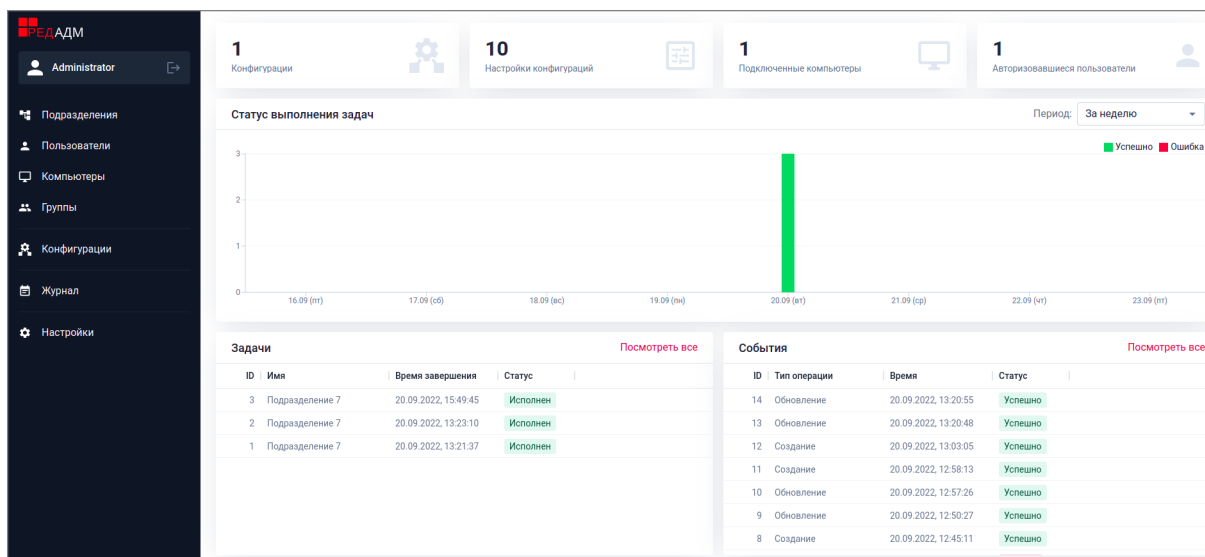 РЕДАДМ
Administrator
Подразделения
Пользователи
Компьютеры
Группы
Конфигурации
Журнал
Настройки
1
Конфигурации
10
Настройки конфигураций
1
Подключенные компьютеры
1
Авторизовавшиеся пользователи
Статус выполнения задач
Период: За неделю
Успешно Ошибка
3
2
1
0
16.09 (пт) 17.09 (сб) 18.09 (вс) 19.09 (пн) 20.09 (вт) 21.09 (ср) 22.09 (чт) 23.09 (пт)
Задачи Посмотреть все
ID Имя Время завершения Статус
3 Подразделение 7 20.09.2022, 15:49:45 Исполнен
2 Подразделение 7 20.09.2022, 13:23:10 Исполнен
1 Подразделение 7 20.09.2022, 13:21:37 Исполнен
События Посмотреть все
ID Тип операции Время Статус
14 Обновление 20.09.2022, 13:20:55 Успешно
13 Обновление 20.09.2022, 13:20:48 Успешно
12 Создание 20.09.2022, 13:03:05 Успешно
11 Создание 20.09.2022, 12:58:13 Успешно
10 Обновление 20.09.2022, 12:57:26 Успешно
9 Обновление 20.09.2022, 12:50:27 Успешно
8 Создание 20.09.2022, 12:45:11 Успешно